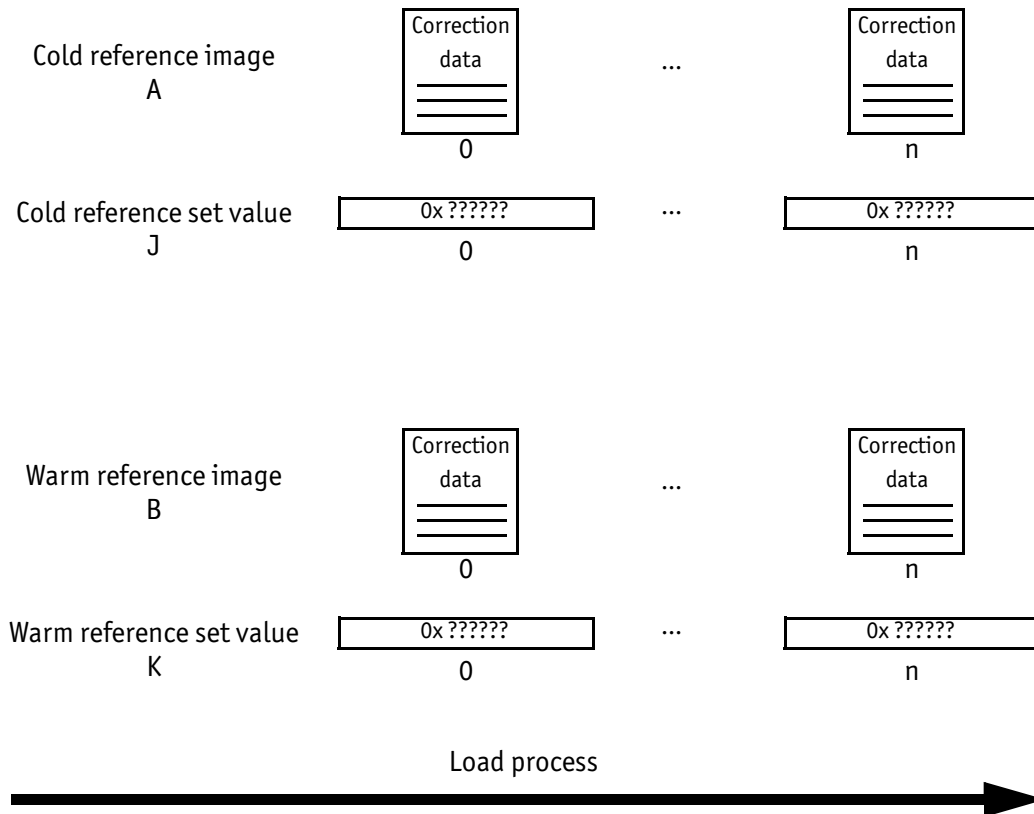 Cold reference image
A
Correction
data
0
...
Correction
data
n
Cold reference set value
J
0x ??????
0
...
0x ??????
n
Warm reference image
B
Correction
data
0
...
Correction
data
n
Warm reference set value
K
0x ??????
0
...
0x ??????
n
Load process